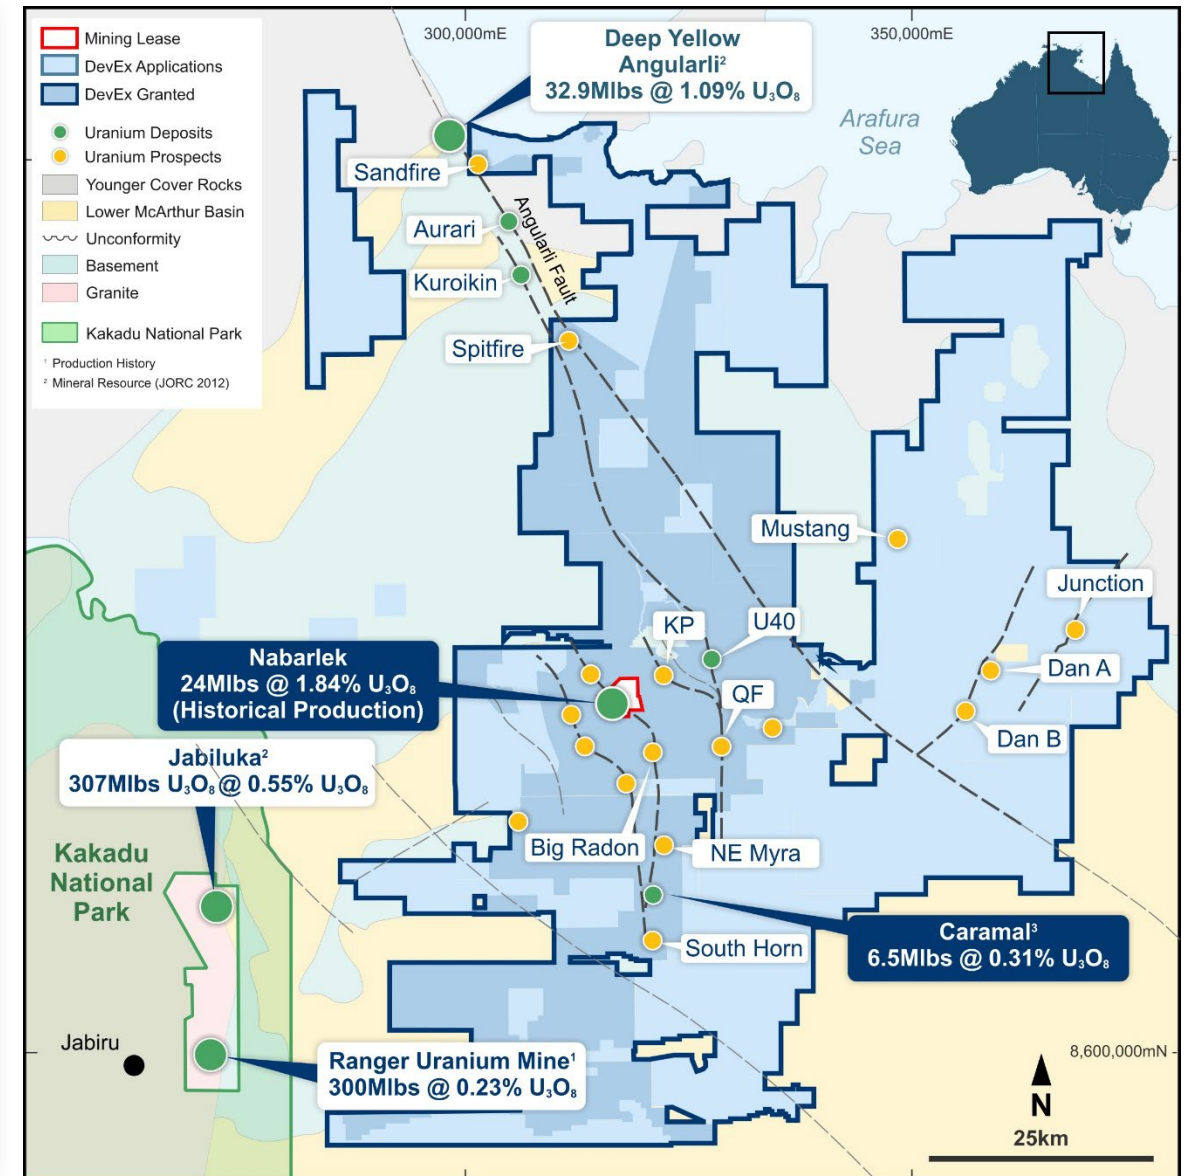 Mining Lease
DevEx Applications
DevEx Granted
Uranium Deposits
Uranium Prospects
Younger Cover Rocks
Lower McArthur Basin
Unconformity
Basement
Granite
Kakadu National Park
¹ Production History
² Mineral Resource (JORC 2012)
300,000mE
350,000mE
Deep Yellow
Angularli²
32.9Mlbs @ 1.09% U₃O₈
Arafura
Sea
Sandfire
Aurari
Angularli Fault
Kuroikin
Spitfire
Mustang
Junction
KP
U40
Dan A
Nabarlek
24Mlbs @ 1.84% U₃O₈
(Historical Production)
QF
Dan B
Jabiluka²
307Mlbs U₃O₈ @ 0.55% U₃O₈
Big Radon
NE Myra
Kakadu
National
Park
Caramal³
6.5Mlbs @ 0.31% U₃O₈
South Horn
Jabiru
Ranger Uranium Mine¹
300Mlbs @ 0.23% U₃O₈
8,600,000mN
N
25km